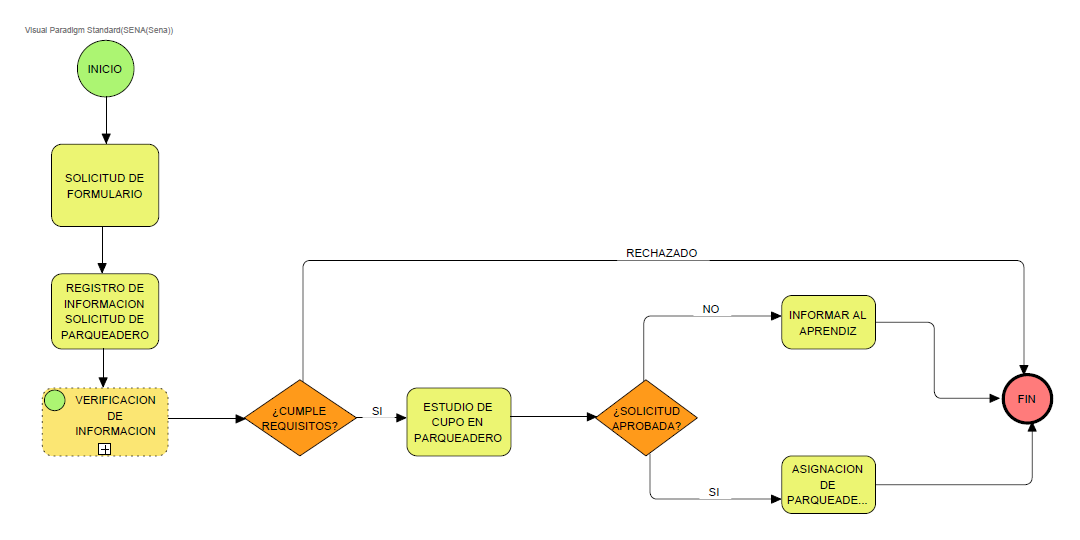 Visual Paradigm Standard(SENA(Sena))
INICIO
SOLICITUD DE
FORMULARIO
REGISTRO DE
INFORMACION
SOLICITUD DE
PARQUEADERO
VERIFICACION
DE
INFORMACION
¿CUMPLE
REQUISITOS?
RECHAZADO
SI
ESTUDIO DE
CUPO EN
PARQUEADERO
¿SOLICITUD
APROBADA?
NO
INFORMAR AL
APRENDIZ
SI
ASIGNACION
DE
PARQUEADE...
FIN